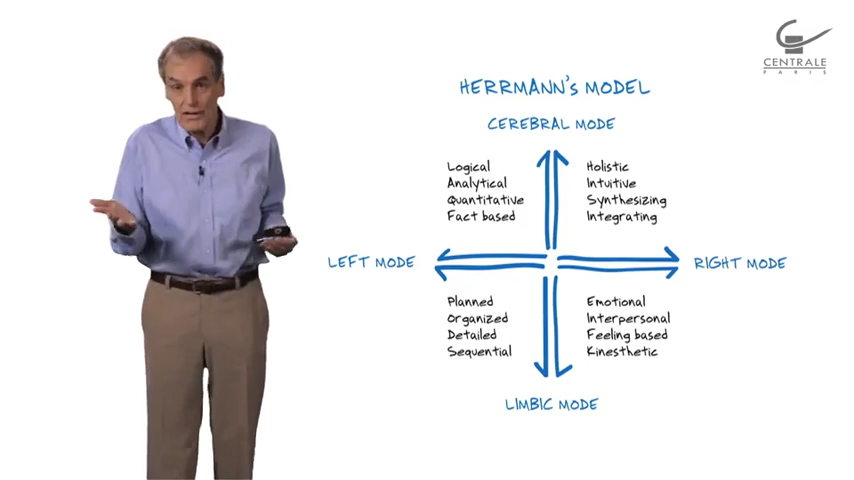 CENTRALE
PARIS
HERRMANN's MODEL
CEREBRAL MODE
Logical
Analytical
Quantitative
Fact based
Holistic
Intuitive
Synthesizing
Integrating
LEFT MODE
RIGHT MODE
Planned
Organized
Detailed
Sequential
Emotional
Interpersonal
Feeling based
Kinesthetic
LIMBIC MODE